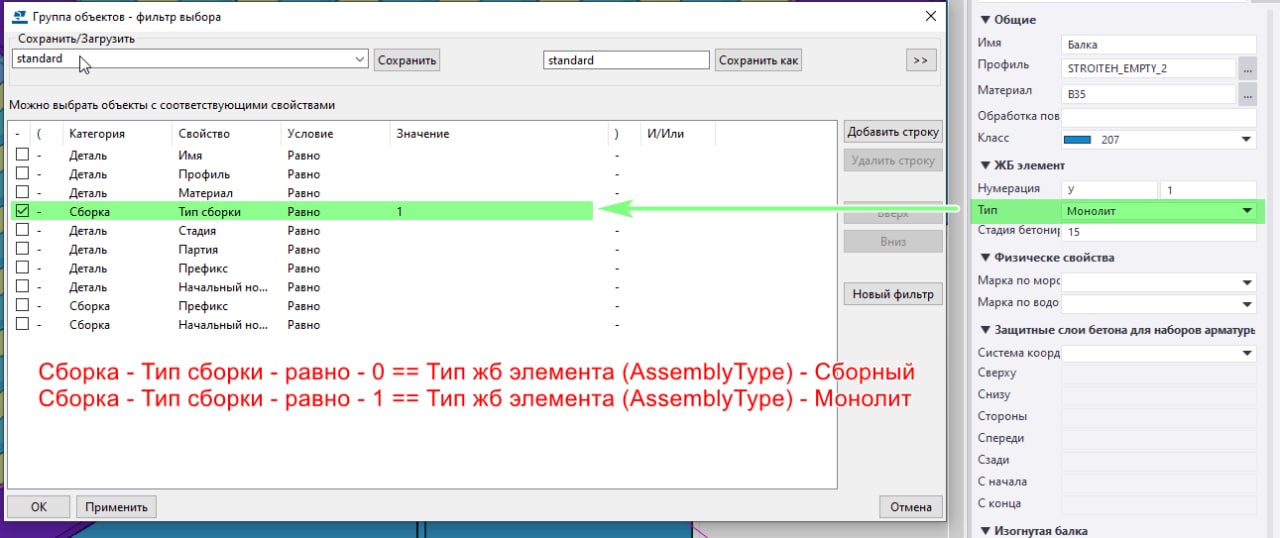 Группа объектов - фильтр выбора
Сохранить/Загрузить
standard Сохранить standard Сохранить как >>
Можно выбрать объекты с соответствующими свойствами
- ( Категория Свойство Условие Значение ) И/Или
- Деталь Имя Равно -
- Деталь Профиль Равно -
- Деталь Материал Равно -
- Сборка Тип сборки Равно 1 -
- Деталь Стадия Равно -
- Деталь Партия Равно -
- Деталь Префикс Равно -
- Деталь Начальный но... Равно -
- Сборка Префикс Равно -
- Сборка Начальный но... Равно -
Добавить строку
Удалить строку
Вверх
Вниз
Новый фильтр
Сборка - Тип сборки - равно - 0 == Тип жб элемента (AssemblyType) - Сборный
Сборка - Тип сборки - равно - 1 == Тип жб элемента (AssemblyType) - Монолит
ОК Применить Отмена
Общие
Имя Балка
Профиль STROITEH_EMPTY_2 ...
Материал B35 ...
Обработка пов
Класс 207
ЖБ элемент
Нумерация У 1
Тип Монолит
Стадия бетонир 15
Физическе свойства
Марка по морс
Марка по водо
Защитные слои бетона для наборов арматуры
Система коорд
Сверху
Снизу
Стороны
Спереди
Сзади
С начала
С конца
Изогнутая балка